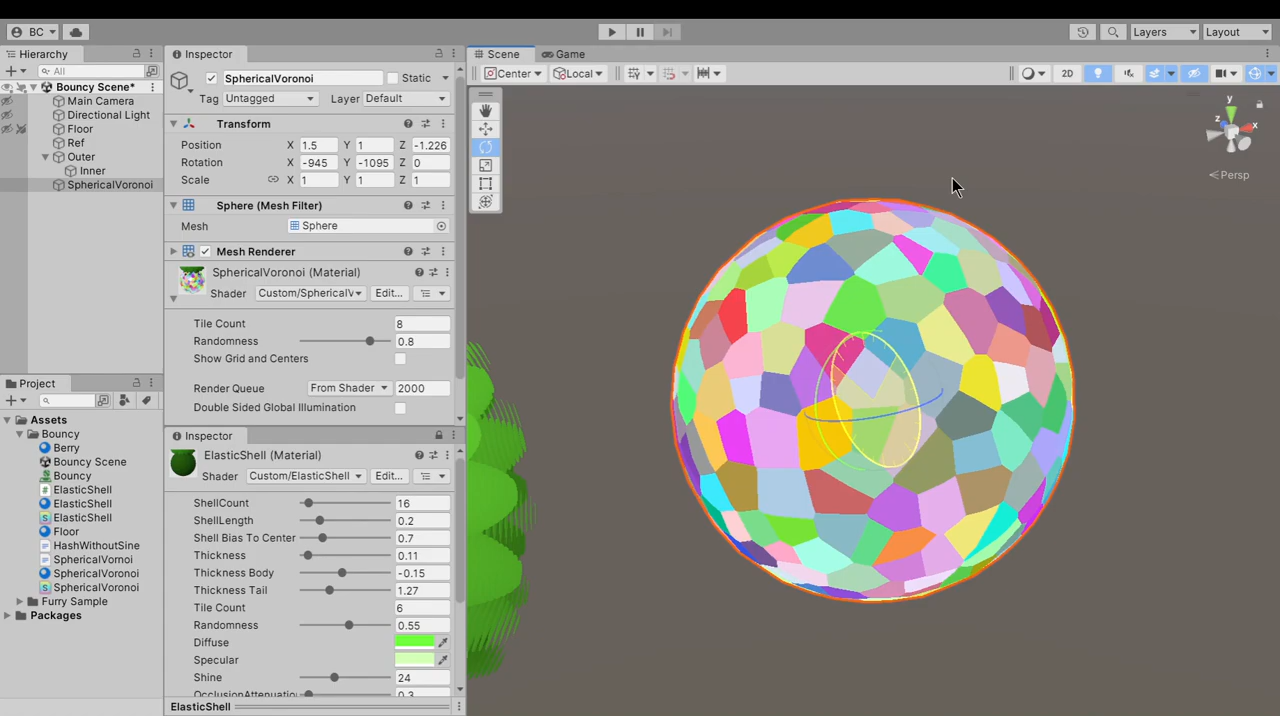 BC
Layers
Layout
Hierarchy
All
Bouncy Scene*
Main Camera
Directional Light
Floor
Ref
Outer
Inner
SphericalVoronoi
Project
Assets
Bouncy
Berry
Bouncy Scene
Bouncy
ElasticShell
ElasticShell
ElasticShell
Floor
HashWithoutSine
SphericalVornoi
SphericalVoronoi
SphericalVoronoi
Furry Sample
Packages
Inspector
SphericalVoronoi
Static
Tag Untagged Layer Default
Transform
Position X 1.5 Y 1 Z -1.226
Rotation X -945 Y -1095 Z 0
Scale X 1 Y 1 Z 1
Sphere (Mesh Filter)
Mesh Sphere
Mesh Renderer
SphericalVoronoi (Material)
Shader Custom/SphericalV Edit...
Tile Count 8
Randomness 0.8
Show Grid and Centers
Render Queue From Shader 2000
Double Sided Global Illumination
Inspector
ElasticShell (Material)
Shader Custom/ElasticShell Edit...
ShellCount 16
ShellLength 0.2
Shell Bias To Center 0.7
Thickness 0.11
Thickness Body -0.15
Thickness Tail 1.27
Tile Count 6
Randomness 0.55
Diffuse
Specular
Shine 24
OcclusionAttenuatio 0.3
ElasticShell
Scene Game
Center Local 2D
y
z x
Persp